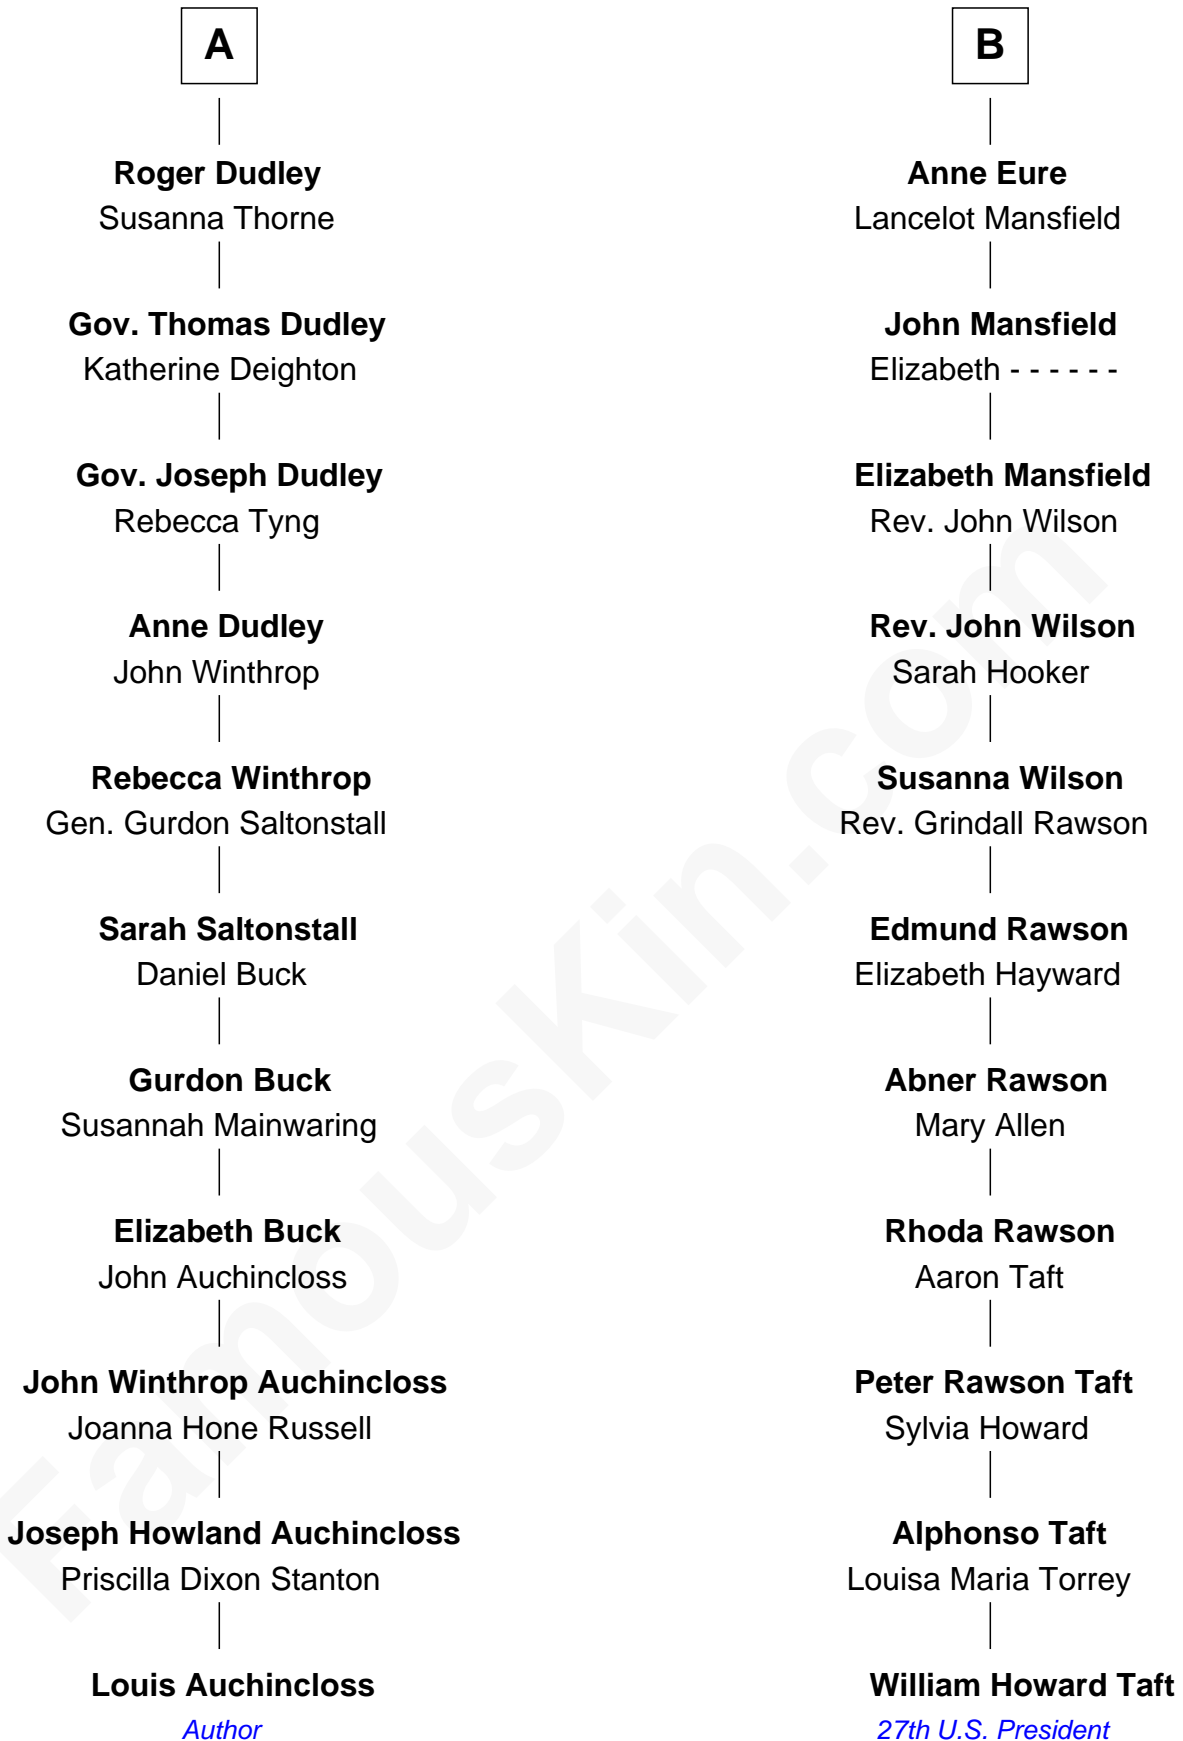 A
Roger Dudley
Susanna Thorne
Gov. Thomas Dudley
Katherine Deighton
Gov. Joseph Dudley
Rebecca Tyng
Anne Dudley
John Winthrop
Rebecca Winthrop
Gen. Gurdon Saltonstall
Sarah Saltonstall
Daniel Buck
Gurdon Buck
Susannah Mainwaring
Elizabeth Buck
John Auchincloss
John Winthrop Auchincloss
Joanna Hone Russell
Joseph Howland Auchincloss
Priscilla Dixon Stanton
Louis Auchincloss
Author
B
Anne Eure
Lancelot Mansfield
John Mansfield
Elizabeth - - - - - -
Elizabeth Mansfield
Rev. John Wilson
Rev. John Wilson
Sarah Hooker
Susanna Wilson
Rev. Grindall Rawson
Edmund Rawson
Elizabeth Hayward
Abner Rawson
Mary Allen
Rhoda Rawson
Aaron Taft
Peter Rawson Taft
Sylvia Howard
Alphonso Taft
Louisa Maria Torrey
William Howard Taft
27th U.S. President
FamousKin.com